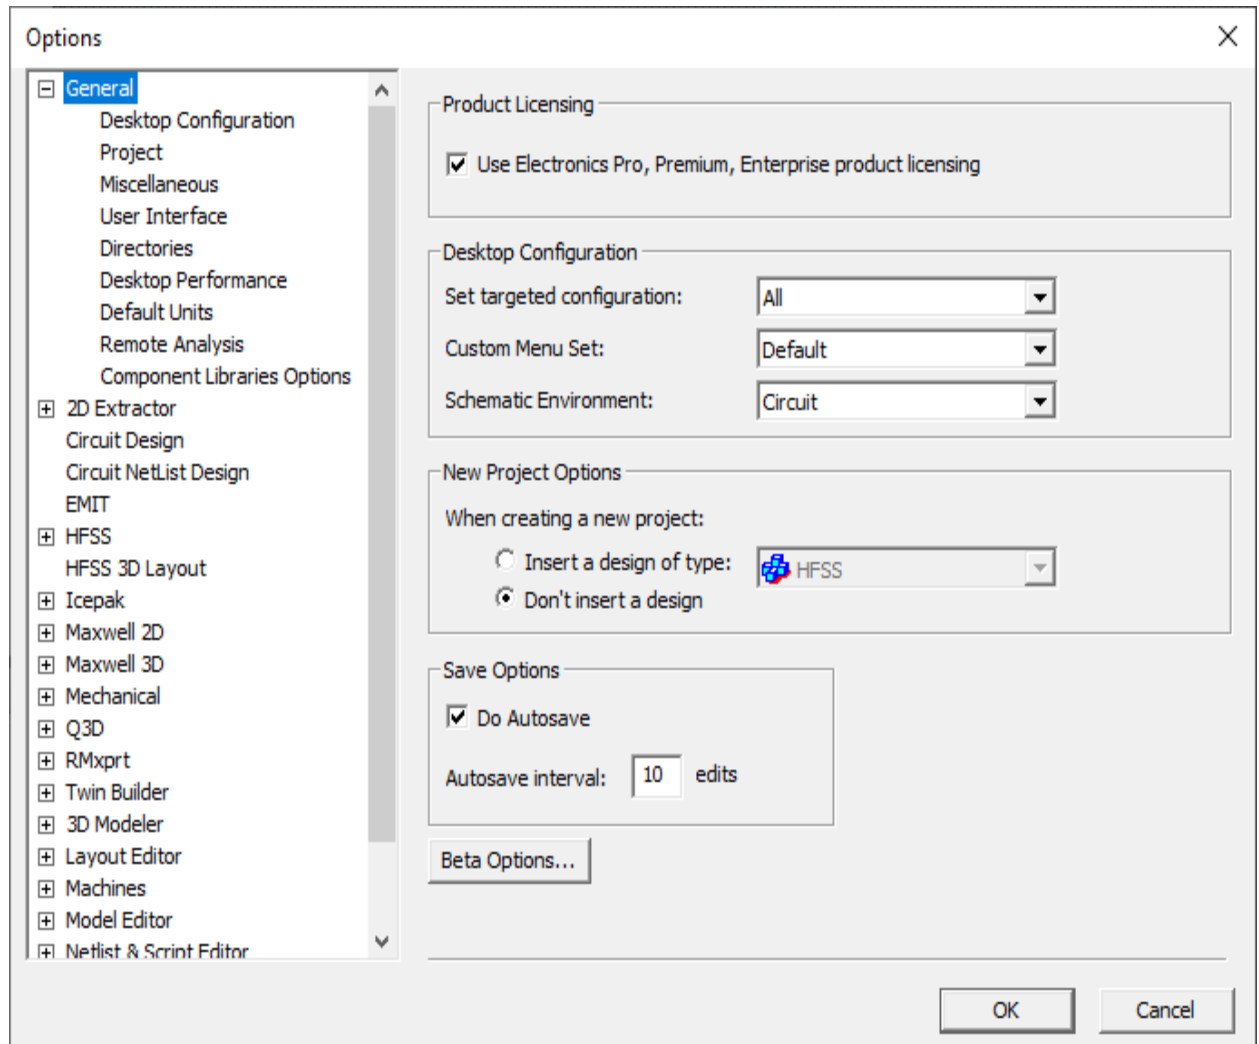 Options
General
Desktop Configuration
Project
Miscellaneous
User Interface
Directories
Desktop Performance
Default Units
Remote Analysis
Component Libraries Options
2D Extractor
Circuit Design
Circuit NetList Design
EMIT
HFSS
HFSS 3D Layout
Icepak
Maxwell 2D
Maxwell 3D
Mechanical
Q3D
RMxprt
Twin Builder
3D Modeler
Layout Editor
Machines
Model Editor
Netlist & Script Editor
Product Licensing
Use Electronics Pro, Premium, Enterprise product licensing
Desktop Configuration
Set targeted configuration: All
Custom Menu Set: Default
Schematic Environment: Circuit
New Project Options
When creating a new project:
Insert a design of type: HFSS
Don't insert a design
Save Options
Do Autosave
Autosave interval: 10 edits
Beta Options...
OK Cancel